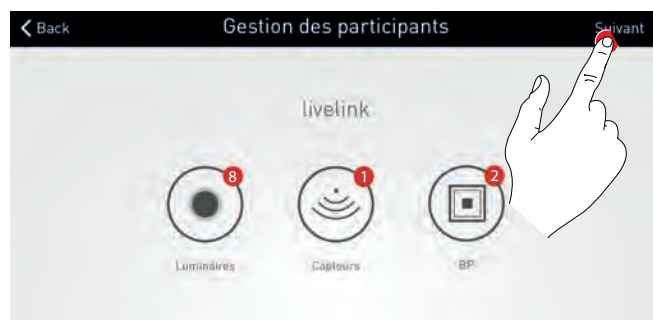 Back Gestion des participants Suivant
livelink
8 1 2
Luminaires Capteurs BP